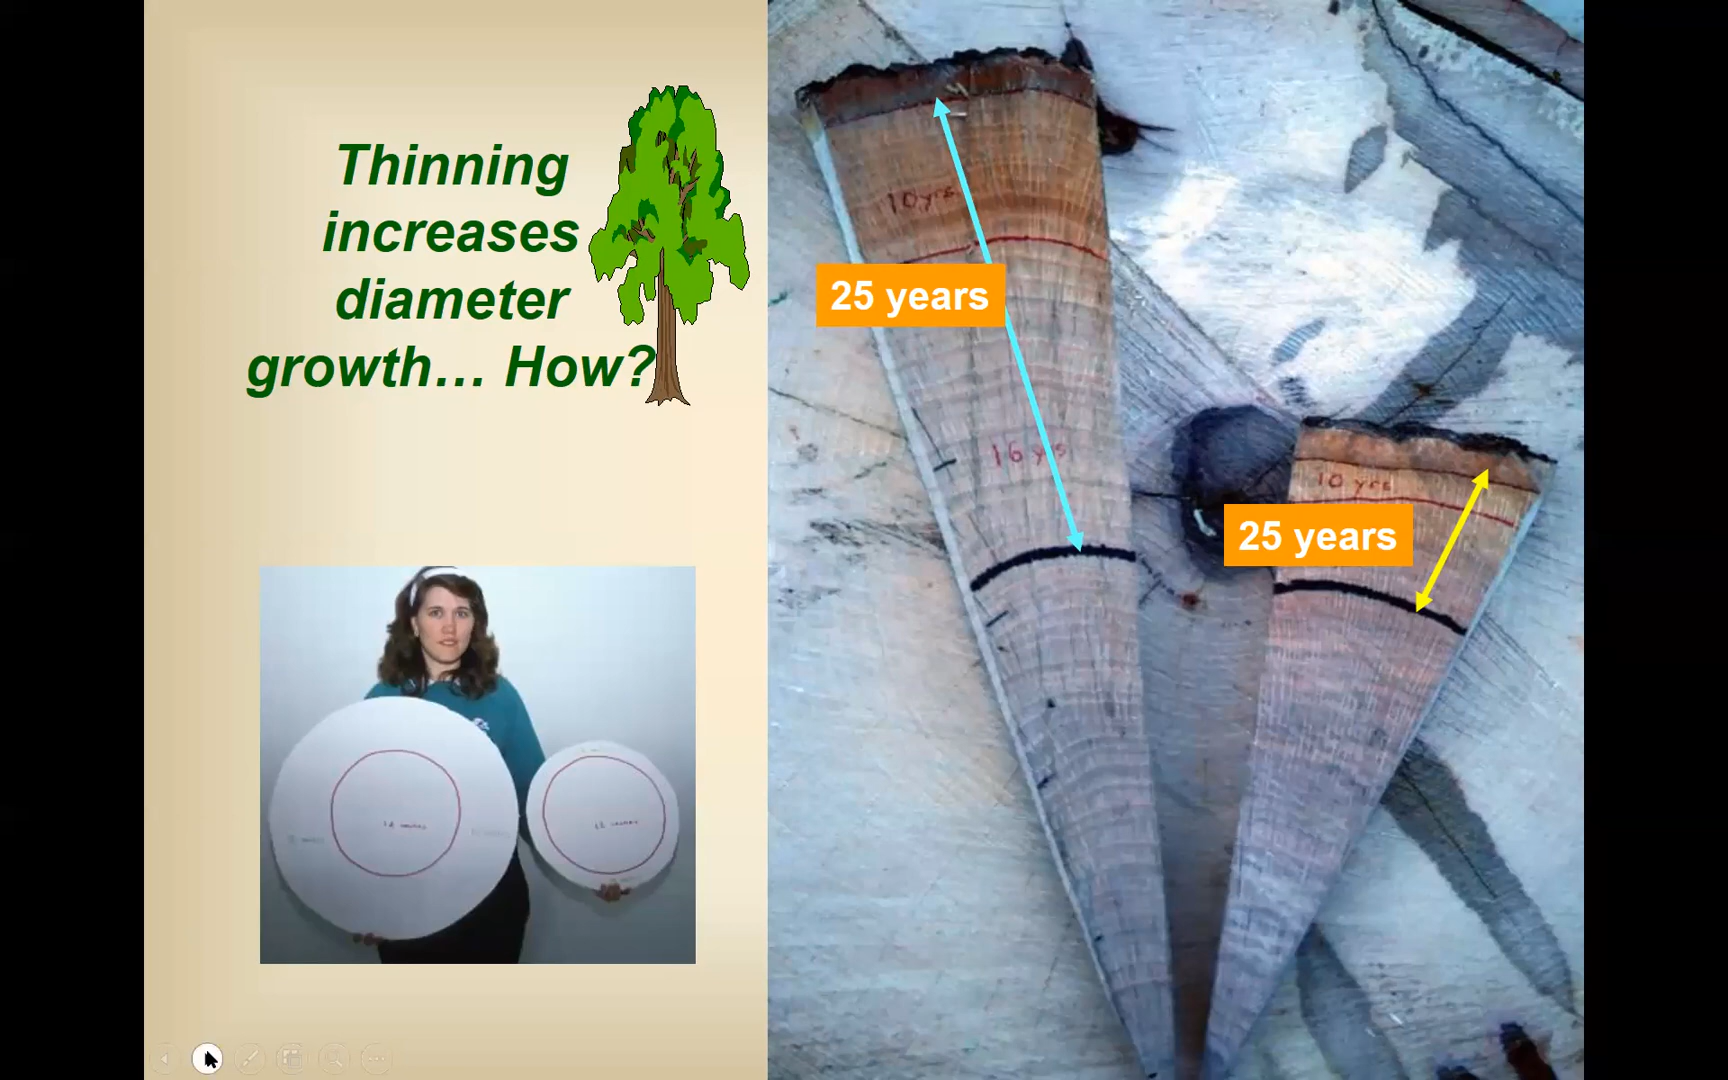 Thinning
increases
diameter
growth… How?
10 yrs
25 years
16 yrs
10 yrs
25 years